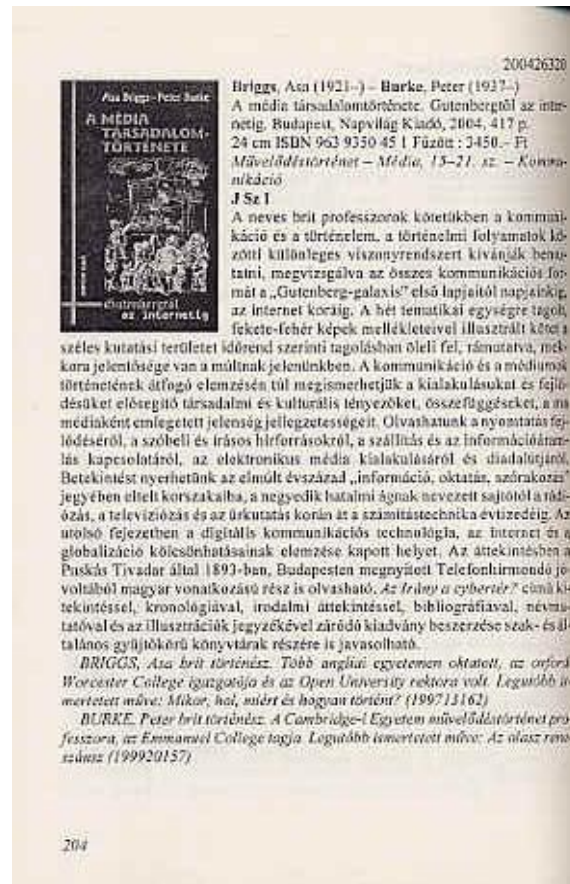 200426328
Asa Briggs–Peter Burke
A MÉDIA
TÁRSADALOM-
TÖRTÉNETE
Gutenbergtől
az internetig
Briggs, Asa (1921–) – Burke, Peter (1937–)
A média társadalomtörténete. Gutenbergtől az inter-
netig. Budapest, Napvilág Kiadó, 2004. 417 p.
24 cm ISBN 963 9350 45 1 Fűzött : 3450.– Ft
Művelődéstörténet – Média, 15–21. sz. – Kommu-
nikáció
J Sz I
A neves brit professzorok kötetükben a kommuni-
káció és a történelem, a történelmi folyamatok kö-
zötti különleges viszonyrendszert kívánják bemu-
tatni, megvizsgálva az összes kommunikációs for-
mát a „Gutenberg-galaxis” első lapjaitól napjainkig,
az internet koráig. A hét tematikai egységre tagolt,
fekete-fehér képek mellékleteivel illusztrált kötet a
széles kutatási területet időrend szerinti tagolásban öleli fel, rámutatva, mek-
kora jelentősége van a múltnak jelenünkben. A kommunikáció és a médiumok
történetének átfogó elemzésén túl megismerhetjük a kialakulásukat és fejlő-
désüket elősegítő társadalmi és kulturális tényezőket, összefüggéseket, a ma
médiaként emlegetett jelenség jellegzetességeit. Olvashatunk a nyomtatás fej-
lődéséről, a szóbeli és írásos hírforrásokról, a szállítás és az információáram-
lás kapcsolatáról, az elektronikus média kialakulásáról és diadalútjáról.
Betekintést nyerhetünk az elmúlt évszázad „információ, oktatás, szórakozás”
jegyében eltelt korszakaiba, a negyedik hatalmi ágnak nevezett sajtótól a rádi-
ózás, a televíziózás és az űrkutatás korán át a számítástechnika évtizedéig. Az
utolsó fejezetben a digitális kommunikációs technológia, az internet és a
globalizáció kölcsönhatásainak elemzése kapott helyet. Az áttekintésben a
Puskás Tivadar által 1893-ban, Budapesten megnyitott Telefonhírmondó jó-
voltából magyar vonatkozású rész is olvasható. Az Irány a cybertér? című ki-
tekintéssel, kronológiával, irodalmi áttekintéssel, bibliográfiával, névmu-
tatóval és az illusztrációk jegyzékével záródó kiadvány beszerzése szak- és ál-
talános gyűjtőkörű könyvtárak részére is javasolható.
BRIGGS, Asa brit történész. Több angliai egyetemen oktatott, az oxfordi
Worcester College igazgatója és az Open University rektora volt. Legutóbb is-
mertetett műve: Mikor, hol, miért és hogyan történt? (199713162)
BURKE, Peter brit történész. A Cambridge-i Egyetem művelődéstörténet pro-
fesszora, az Emmanuel College tagja. Legutóbb ismertetett műve: Az olasz rene-
szánsz (199920157)
204